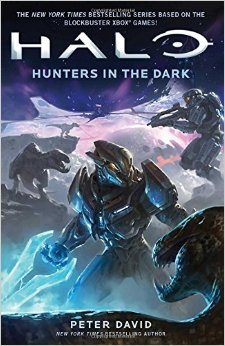 THE NEW YORK TIMES BESTSELLING SERIES BASED ON THE
BLOCKBUSTER XBOX® GAMES!
HALO
HUNTERS IN THE DARK
PETER DAVID
NEW YORK TIMES BESTSELLING AUTHOR